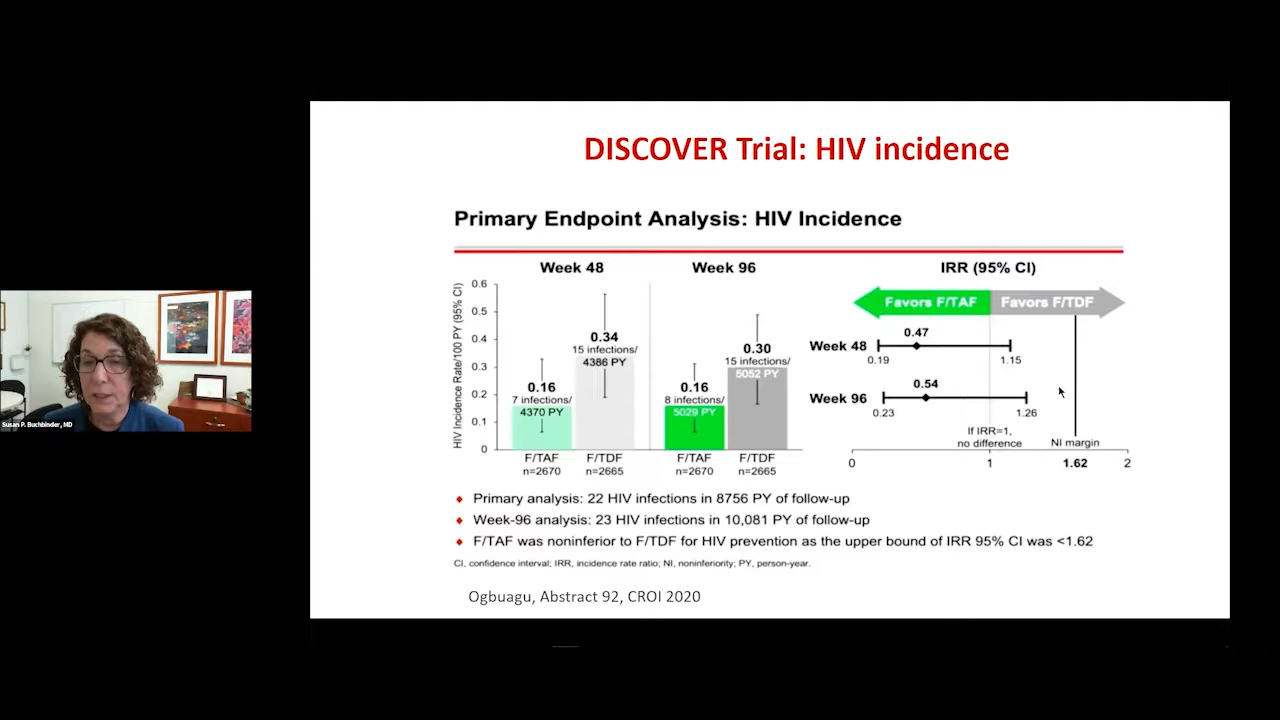 DISCOVER Trial: HIV incidence
Primary Endpoint Analysis: HIV Incidence
Week 48
Week 96
IRR (95% CI)
HIV Incidence Rate/100 PY (95% CI)
0.6
0.5
0.4
0.3
0.2
0.1
0
0.16
7 infections/
4370 PY
0.34
15 infections/
4386 PY
0.16
8 infections/
5029 PY
0.30
15 infections/
5052 PY
F/TAF
n=2670
F/TDF
n=2665
F/TAF
n=2670
F/TDF
n=2665
Favors F/TAF
Favors F/TDF
Week 48
0.47
0.19
1.15
Week 96
0.54
0.23
1.26
If IRR=1,
no difference
NI margin
0
1
1.62
2
Primary analysis: 22 HIV infections in 8756 PY of follow-up
Week-96 analysis: 23 HIV infections in 10,081 PY of follow-up
F/TAF was noninferior to F/TDF for HIV prevention as the upper bound of IRR 95% CI was <1.62
CI, confidence interval; IRR, incidence rate ratio; NI, noninferiority; PY, person-year.
Ogbuagu, Abstract 92, CROI 2020
Susan P. Buchbinder, MD